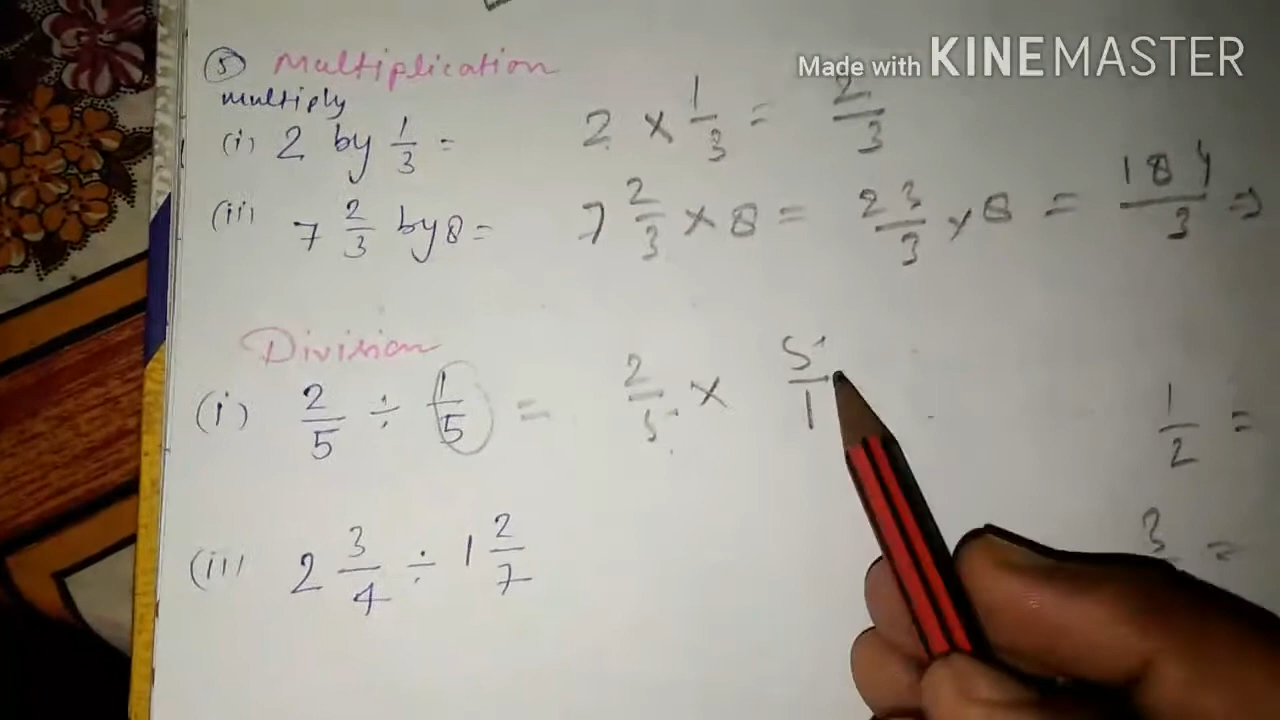 Made with KINEMASTER
(5) Multiplication
Multiply
(i) 2 by 1/3 = 2 × 1/3 = 2/3
(ii) 7 2/3 by 8 = 7 2/3 × 8 = 23/3 × 8 = 184/3 ⇒
Division
(i) 2/5 ÷ 1/5 = 2/5 × 5/1
1/2 =
(ii) 2 3/4 ÷ 1 2/7
3
=